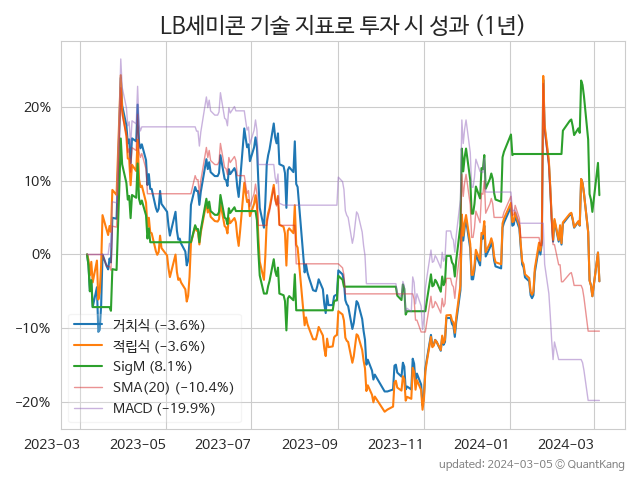 LB세미콘 기술 지표로 투자 시 성과 (1년)
20%
10%
0%
−10%
−20%
거치식 (−3.6%)
적립식 (−3.6%)
SigM (8.1%)
SMA(20) (−10.4%)
MACD (−19.9%)
2023−03 2023−05 2023−07 2023−09 2023−11 2024−01 2024−03
updated: 2024−03−05 ⓒ QuantKang